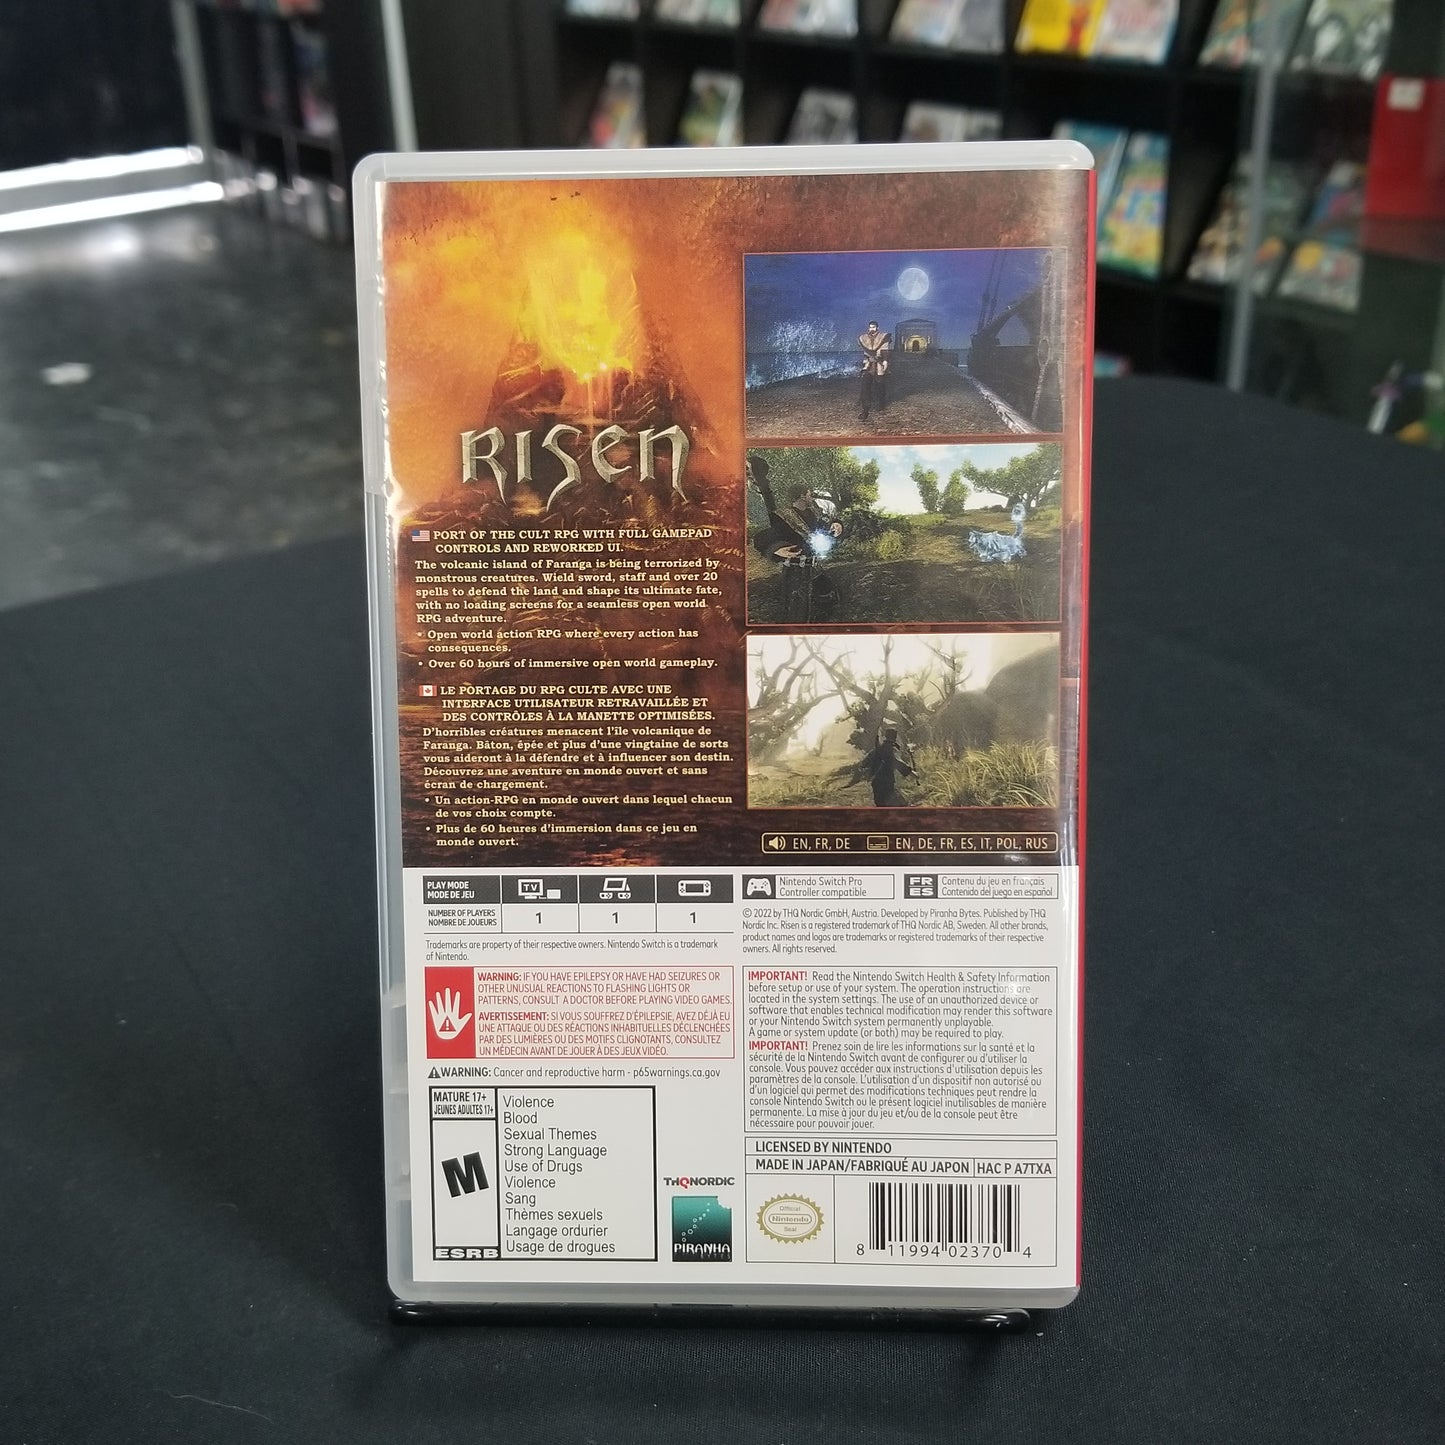 RISEN
PORT OF THE CULT RPG WITH FULL GAMEPAD
CONTROLS AND REWORKED UI.
The volcanic island of Faranga is being terrorized by
monstrous creatures. Wield sword, staff and over 20
spells to defend the land and shape its ultimate fate,
with no loading screens for a seamless open world
RPG adventure.
• Open world action RPG where every action has
consequences.
• Over 60 hours of immersive open world gameplay.
LE PORTAGE DU RPG CULTE AVEC UNE
INTERFACE UTILISATEUR RETRAVAILLÉE ET
DES CONTRÔLES À LA MANETTE OPTIMISÉES.
D'horribles créatures menacent l'île volcanique de
Faranga. Bâton, êpée et plus d'une vingtaine de sorts
vous aideront à la défendre et à influencer son destin.
Découvrez une aventure en monde ouvert et sans
écran de chargement.
• Un action-RPG en monde ouvert dans lequel chacun
de vos choix compte.
• Plus de 60 heures d'immersion dans ce jeu en
monde ouvert.
EN, FR, DE EN, DE, FR, ES, IT, POL, RUS
PLAY MODE
MODE DE JEU
TV
NUMBER OF PLAYERS
NOMBRE DE JOUEURS
1 1 1
Nintendo Switch Pro
Controller compatible
FR
ES
Contenu du jeu en français
Contenido del juego en español
Trademarks are property of their respective owners. Nintendo Switch is a trademark
of Nintendo.
© 2022 by THQ Nordic GmbH, Austria. Developed by Piranha Bytes. Published by THQ
Nordic Inc. Risen is a registered trademark of THQ Nordic AB, Sweden. All other brands,
product names and logos are trademarks or registered trademarks of their respective
owners. All rights reserved.
WARNING: IF YOU HAVE EPILEPSY OR HAVE HAD SEIZURES OR
OTHER UNUSUAL REACTIONS TO FLASHING LIGHTS OR
PATTERNS, CONSULT A DOCTOR BEFORE PLAYING VIDEO GAMES.
AVERTISSEMENT: SI VOUS SOUFFREZ D'ÉPILEPSIE, AVEZ DÉJÀ EU
UNE ATTAQUE OU DES RÉACTIONS INHABITUELLES DÉCLENCHÉES
PAR DES LUMIÈRES OU DES MOTIFS CLIGNOTANTS, CONSULTEZ
UN MÉDECIN AVANT DE JOUER À DES JEUX VIDÉO.
WARNING: Cancer and reproductive harm - p65warnings.ca.gov
IMPORTANT! Read the Nintendo Switch Health & Safety Information
before setup or use of your system. The operation instructions are
located in the system settings. The use of an unauthorized device or
software that enables technical modification may render this software
or your Nintendo Switch system permanently unplayable.
A game or system update (or both) may be required to play.
IMPORTANT! Prenez soin de lire les informations sur la santé et la
sécurité de la Nintendo Switch avant de configurer ou d'utiliser la
console. Vous pouvez accéder aux instructions d'utilisation depuis les
paramètres de la console. L'utilisation d'un dispositif non autorisé ou
d'un logiciel qui permet des modifications techniques peut rendre la
console Nintendo Switch ou le présent logiciel inutilisables de manière
permanente. La mise à jour du jeu et/ou de la console peut être
nécessaire pour pouvoir jouer.
MATURE 17+
JEUNES ADULTES 17+
M
ESRB
Violence
Blood
Sexual Themes
Strong Language
Use of Drugs
Violence
Sang
Thèmes sexuels
Langage ordurier
Usage de drogues
THQNORDIC
PIRANHA
BYTES
LICENSED BY NINTENDO
MADE IN JAPAN/FABRIQUÉ AU JAPON HAC P A7TXA
Official
Nintendo
Seal
8 11994 02370 4